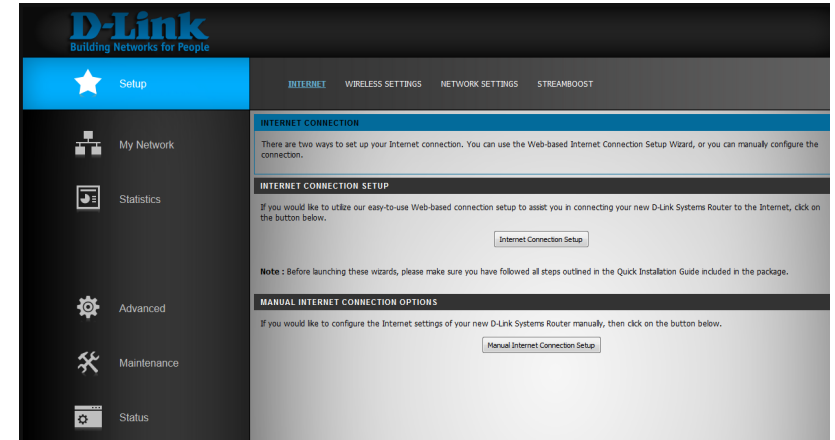 D-Link
Building Networks for People
Setup
INTERNET WIRELESS SETTINGS NETWORK SETTINGS STREAMBOOST
My Network
Statistics
Advanced
Maintenance
Status
INTERNET CONNECTION
There are two ways to set up your Internet connection. You can use the Web-based Internet Connection Setup Wizard, or you can manually configure the
connection.
INTERNET CONNECTION SETUP
If you would like to utilize our easy-to-use Web-based connection setup to assist you in connecting your new D-Link Systems Router to the Internet, click on
the button below.
Internet Connection Setup
Note : Before launching these wizards, please make sure you have followed all steps outlined in the Quick Installation Guide included in the package.
MANUAL INTERNET CONNECTION OPTIONS
If you would like to configure the Internet settings of your new D-Link Systems Router manually, then click on the button below.
Manual Internet Connection Setup